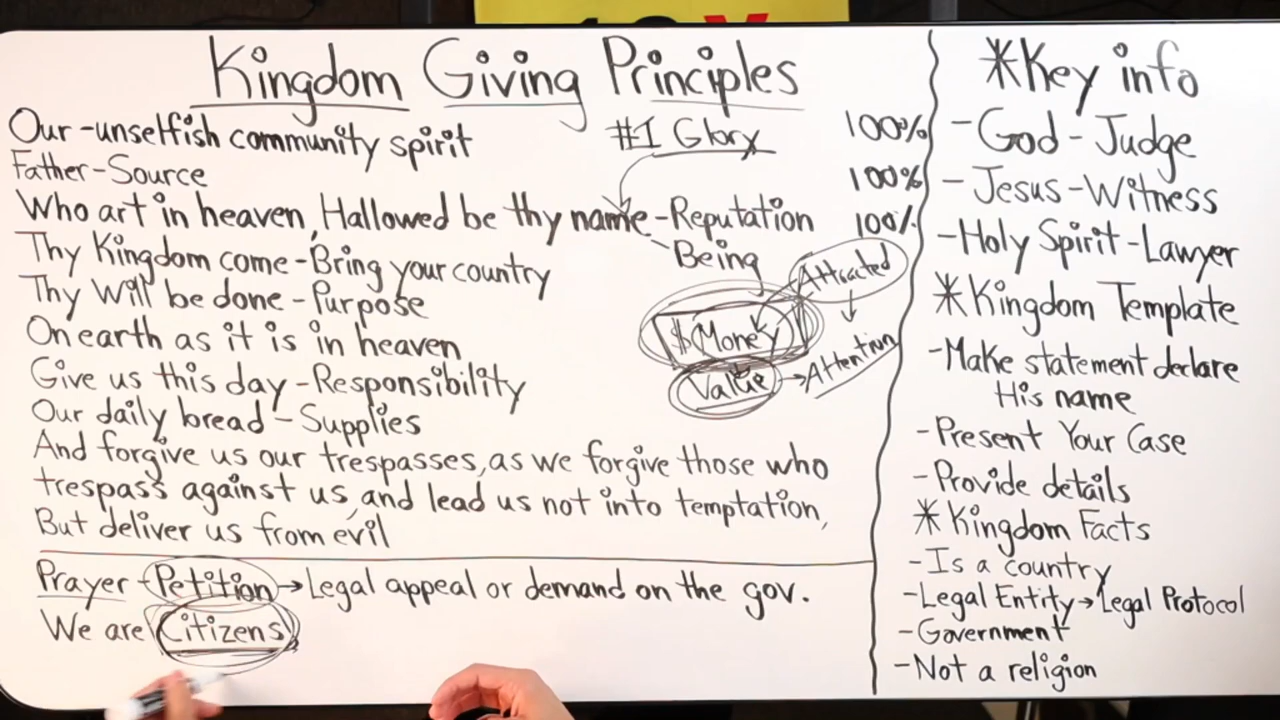 Kingdom Giving Principles
Our -unselfish community spirit
#1 Glory
100%
Father-Source
100%
Who art in heaven, Hallowed be thy name-Reputation
100%
-Being
Thy Kingdom come-Bring your country
Attracted
Thy Will be done-Purpose
On earth as it is in heaven
$ Money
Value → Attention
Give us this day-Responsibility
Our daily bread-Supplies
And forgive us our trespasses, as we forgive those who
trespass against us, and lead us not into temptation,
But deliver us from evil
Prayer-Petition→Legal appeal or demand on the gov.
We are Citizens
*Key info
-God-Judge
-Jesus-Witness
-Holy Spirit-Lawyer
*Kingdom Template
-Make statement declare
His name
-Present Your Case
-Provide details
*Kingdom Facts
-Is a country
-Legal Entity→Legal Protocol
-Government
-Not a religion